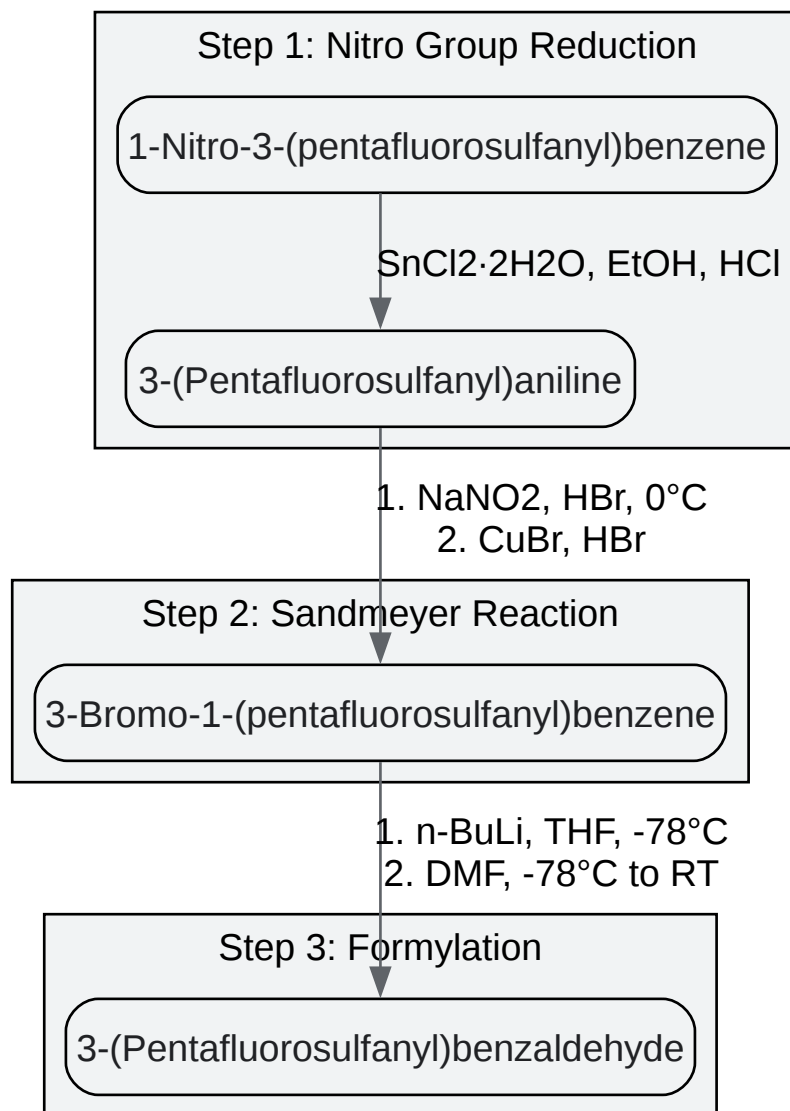 Step 1: Nitro Group Reduction
1-Nitro-3-(pentafluorosulfanyl)benzene
SnCl2·2H2O, EtOH, HCl
3-(Pentafluorosulfanyl)aniline
1. NaNO2, HBr, 0°C
2. CuBr, HBr
Step 2: Sandmeyer Reaction
3-Bromo-1-(pentafluorosulfanyl)benzene
1. n-BuLi, THF, -78°C
2. DMF, -78°C to RT
Step 3: Formylation
3-(Pentafluorosulfanyl)benzaldehyde